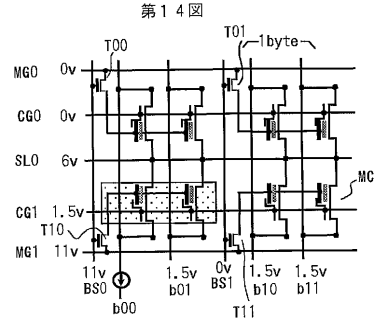 第14図
T00
T01
1byte
MG0 0v
CG0 0v
SL0 6v
MC
CG1 1.5v
T10
MG1 11v
11v 1.5v 0v 1.5v 1.5v
BS0 b01 BS1 b10 b11
b00
T11